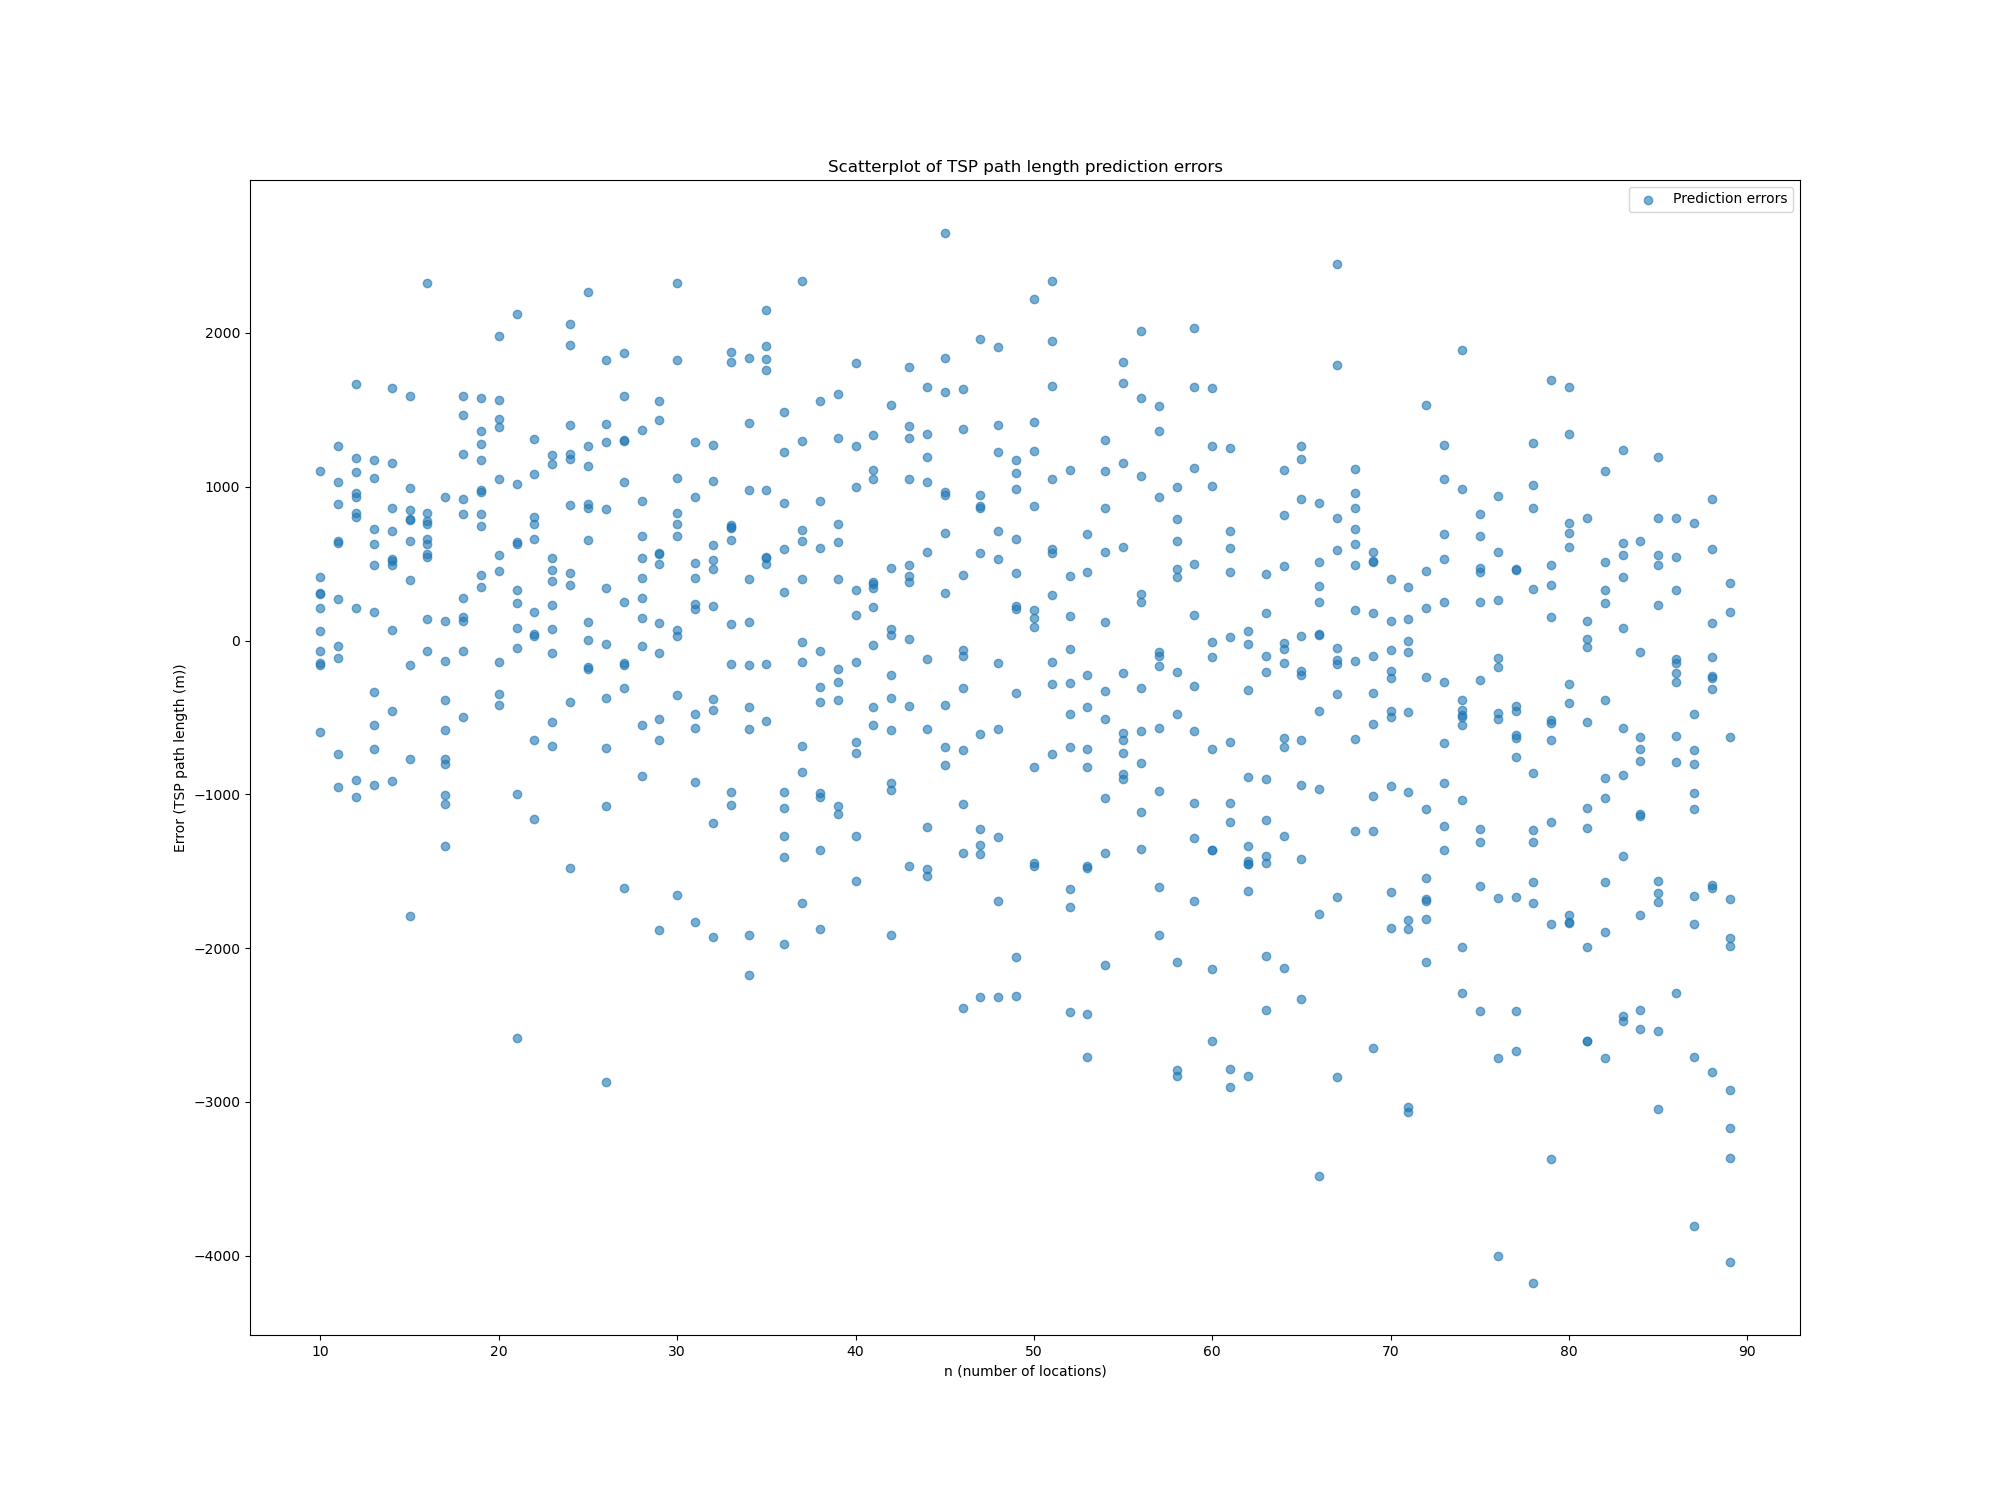 Scatterplot of TSP path length prediction errors
Prediction errors
2000
1000
0
−1000
−2000
−3000
−4000
Error (TSP path length (m))
10 20 30 40 50 60 70 80 90
n (number of locations)